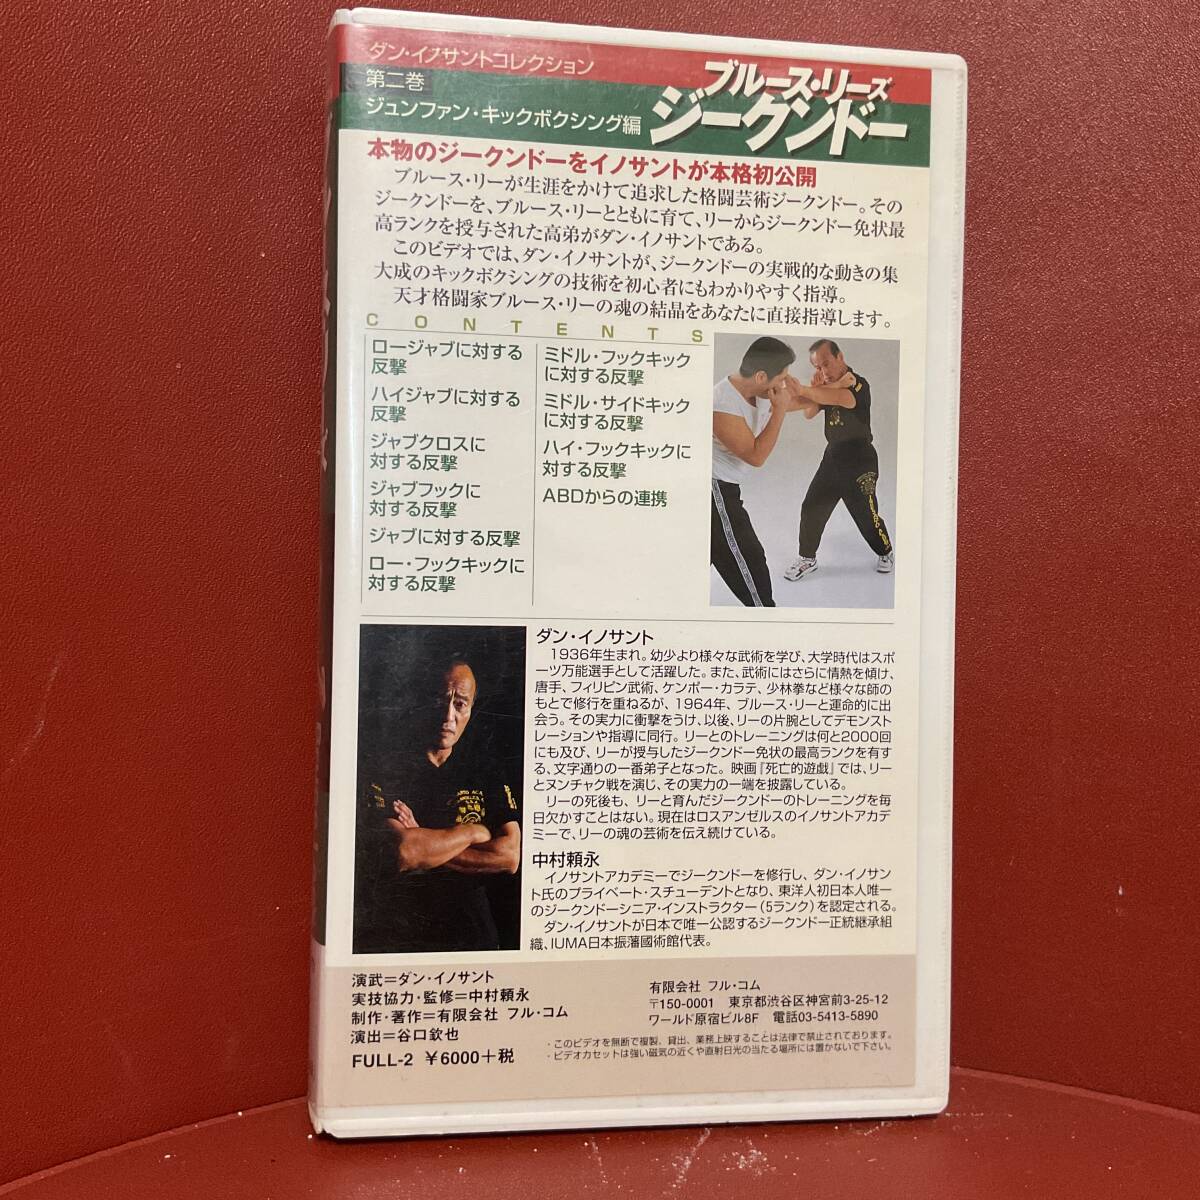 ダン・イノサントコレクション
第二巻
ジュンファン・キックボクシング編
ブルース・リーズ
ジークンドー
本物のジークンドーをイノサントが本格初公開
ブルース・リーが生涯をかけて追求した格闘芸術ジークンドー。その
ジークンドーを、ブルース・リーとともに育て、リーからジークンドー免状最
高ランクを授与された高弟がダン・イノサントである。
このビデオでは、ダン・イノサントが、ジークンドーの実戦的な動きの集
大成のキックボクシングの技術を初心者にもわかりやすく指導。
天才格闘家ブルース・リーの魂の結晶をあなたに直接指導します。
CONTENTS
ロージャブに対する
反撃
ハイジャブに対する
反撃
ジャブクロスに
対する反撃
ジャブフックに
対する反撃
ジャブに対する反撃
ロー・フックキックに
対する反撃
ミドル・フックキック
に対する反撃
ミドル・サイドキック
に対する反撃
ハイ・フックキックに
対する反撃
ABDからの連携
ダン・イノサント
1936年生まれ。幼少より様々な武術を学び、大学時代はスポ
ーツ万能選手として活躍した。また、武術にはさらに情熱を傾け、
唐手、フィリピン武術、ケンポー・カラテ、少林拳など様々な師の
もとで修行を重ねるが、1964年、ブルース・リーと運命的に出
会う。その実力に衝撃をうけ、以後、リーの片腕としてデモンスト
レーションや指導に同行。リーとのトレーニングは何と2000回
にも及び、リーが授与したジークンドー免状の最高ランクを有す
る、文字通りの一番弟子となった。映画『死亡的遊戯』では、リー
とヌンチャク戦を演じ、その実力の一端を披露している。
リーの死後も、リーと育んだジークンドーのトレーニングを毎
日欠かすことはない。現在はロスアンゼルスのイノサントアカデ
ミーで、リーの魂の芸術を伝え続けている。
中村頼永
イノサントアカデミーでジークンドーを修行し、ダン・イノサン
ト氏のプライベート・スチューデントとなり、東洋人初日本人唯一
のジークンドーシニア・インストラクター(5ランク)を認定される。
ダン・イノサントが日本で唯一公認するジークンドー正統継承組
織、IUMA日本振藩國術館代表。
演武＝ダン・イノサント
実技協力・監修＝中村頼永
制作・著作＝有限会社 フル・コム
演出＝谷口欽也
FULL-2 ¥6000＋税
有限会社 フル・コム
〒150-0001 東京都渋谷区神宮前3-25-12
ワールド原宿ビル8F 電話03-5413-5890
・このビデオを無断で複製、貸出、業務上映することは法律で禁止されております。
・ビデオカセットは強い磁気の近くや直射日光の当たる場所には置かないで下さい。